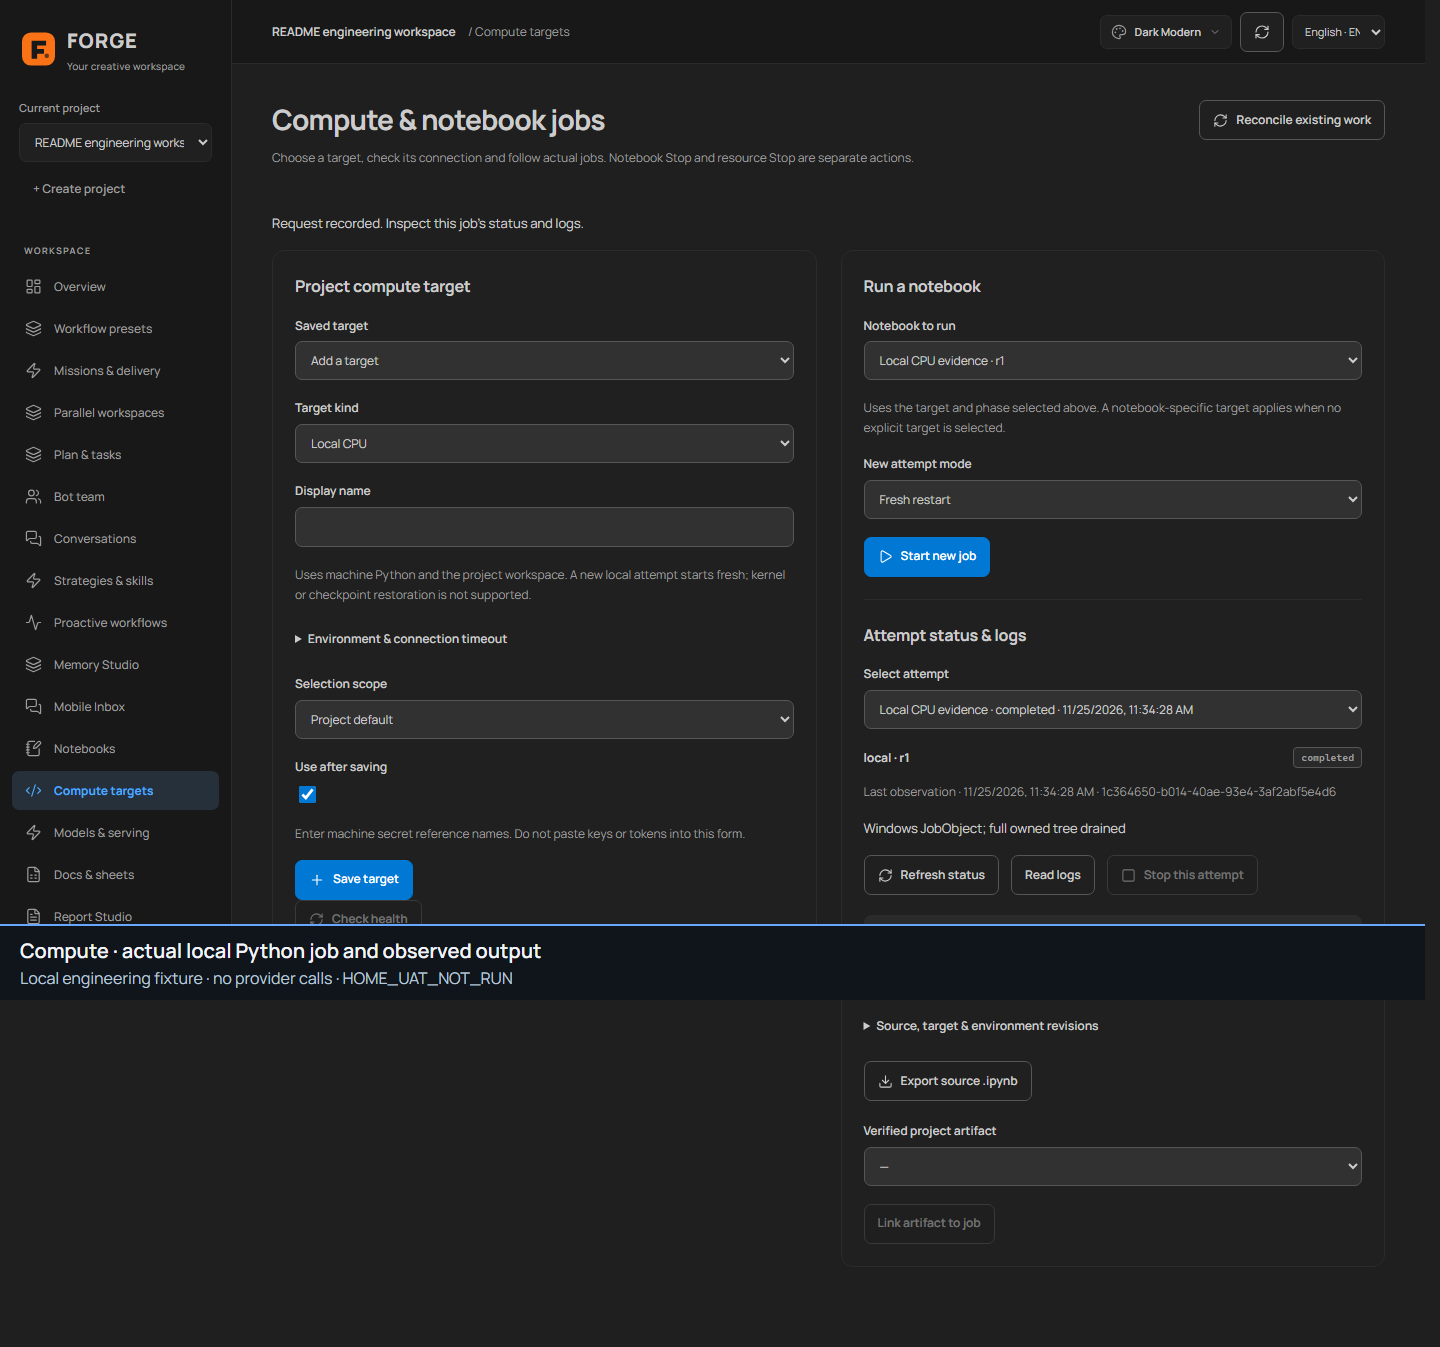 FORGE
Your creative workspace
Current project
README engineering works
+ Create project
WORKSPACE
Overview
Workflow presets
Missions & delivery
Parallel workspaces
Plan & tasks
Bot team
Conversations
Strategies & skills
Proactive workflows
Memory Studio
Mobile Inbox
Notebooks
Compute targets
Models & serving
Docs & sheets
Report Studio
README engineering workspace / Compute targets
Dark Modern
English · EN
Compute & notebook jobs
Choose a target, check its connection and follow actual jobs. Notebook Stop and resource Stop are separate actions.
Reconcile existing work
Request recorded. Inspect this job's status and logs.
Project compute target
Saved target
Add a target
Target kind
Local CPU
Display name
Uses machine Python and the project workspace. A new local attempt starts fresh; kernel
or checkpoint restoration is not supported.
Environment & connection timeout
Selection scope
Project default
Use after saving
Enter machine secret reference names. Do not paste keys or tokens into this form.
Save target
Check health
Run a notebook
Notebook to run
Local CPU evidence · r1
Uses the target and phase selected above. A notebook-specific target applies when no
explicit target is selected.
New attempt mode
Fresh restart
Start new job
Attempt status & logs
Select attempt
Local CPU evidence · completed · 11/25/2026, 11:34:28 AM
local · r1
completed
Last observation · 11/25/2026, 11:34:28 AM · 1c364650-b014-40ae-93e4-3af2abf5e4d6
Windows JobObject; full owned tree drained
Refresh status
Read logs
Stop this attempt
Compute · actual local Python job and observed output
Local engineering fixture · no provider calls · HOME_UAT_NOT_RUN
Source, target & environment revisions
Export source .ipynb
Verified project artifact
—
Link artifact to job